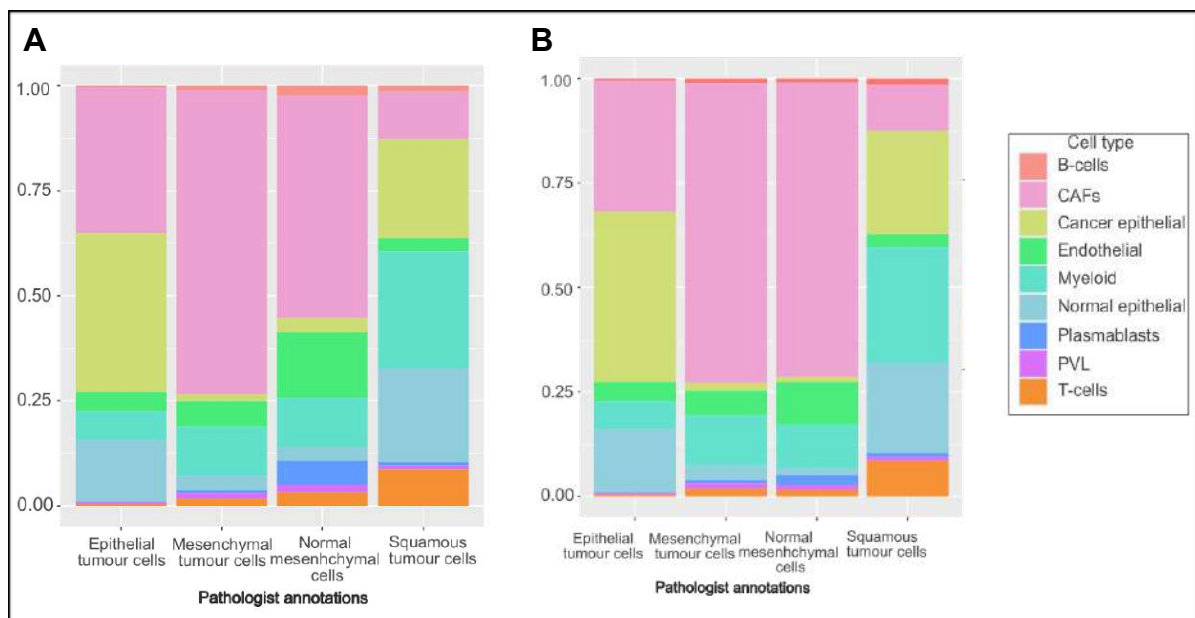 A
1.00
0.75
0.50
0.25
0.00
Epithelial
tumour cells
Mesenchymal
tumour cells
Normal
mesenhchymal
cells
Squamous
tumour cells
Pathologist annotations
B
1.00
0.75
0.50
0.25
0.00
Epithelial
tumour cells
Mesenchymal
tumour cells
Normal
mesenhchymal
cells
Squamous
tumour cells
Pathologist annotations
Cell type
B-cells
CAFs
Cancer epithelial
Endothelial
Myeloid
Normal epithelial
Plasmablasts
PVL
T-cells